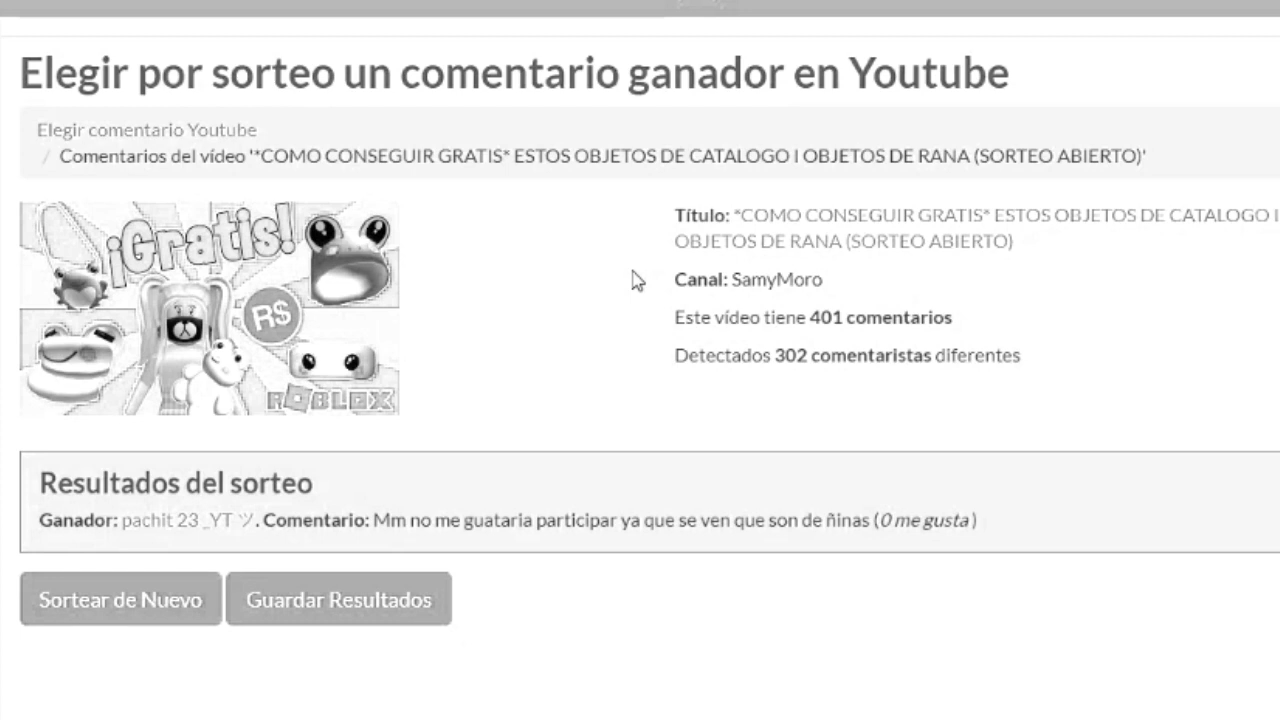 Elegir por sorteo un comentario ganador en Youtube
Elegir comentario Youtube
/ Comentarios del vídeo '*COMO CONSEGUIR GRATIS* ESTOS OBJETOS DE CATALOGO I OBJETOS DE RANA (SORTEO ABIERTO)'
¡Gratis!
R$
ROBLOX
Título: *COMO CONSEGUIR GRATIS* ESTOS OBJETOS DE CATALOGO I
OBJETOS DE RANA (SORTEO ABIERTO)
Canal: SamyMoro
Este vídeo tiene 401 comentarios
Detectados 302 comentaristas diferentes
Resultados del sorteo
Ganador: pachit 23 _YT ツ. Comentario: Mm no me guataria participar ya que se ven que son de ñinas (0 me gusta )
Sortear de Nuevo
Guardar Resultados